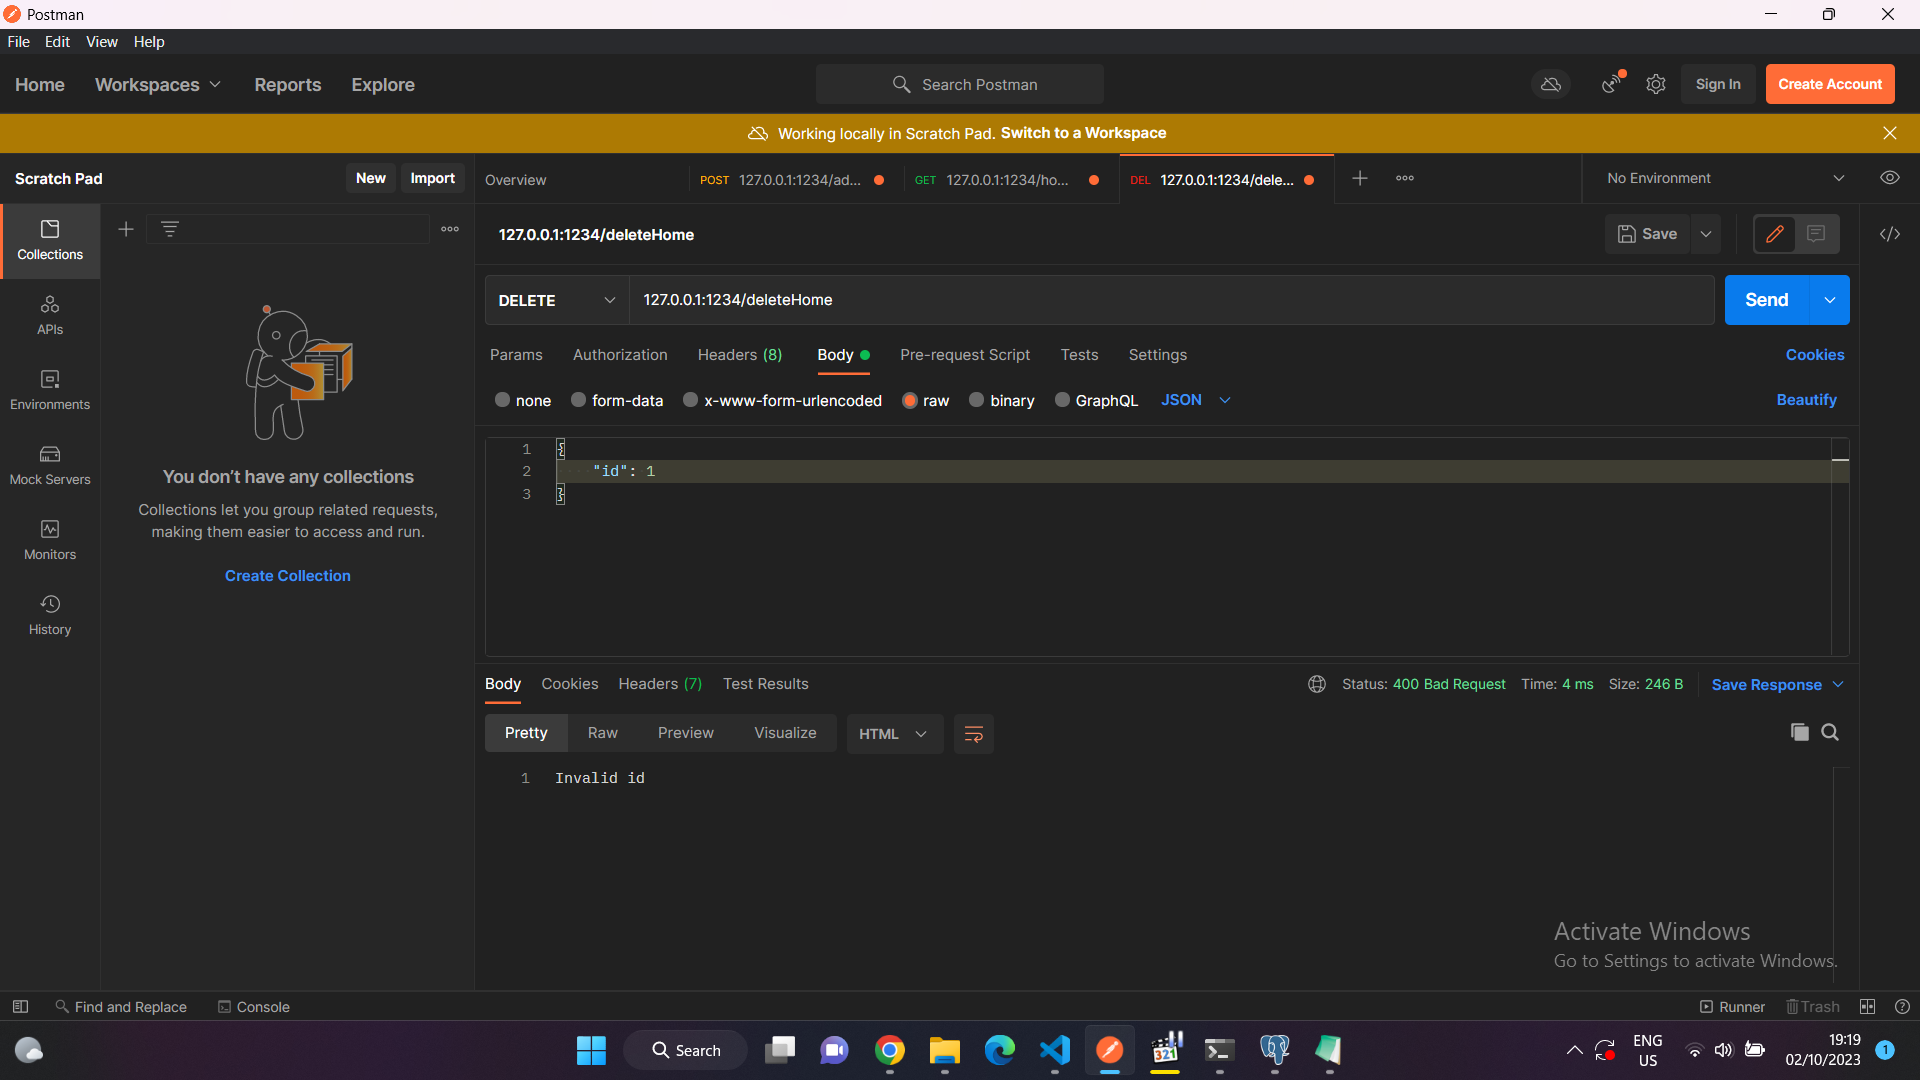 Postman
File Edit View Help
Home Workspaces Reports Explore Search Postman Sign In Create Account
Working locally in Scratch Pad. Switch to a Workspace
Scratch Pad New Import Overview POST 127.0.0.1:1234/ad... GET 127.0.0.1:1234/ho... DEL 127.0.0.1:1234/dele... No Environment
Collections
APIs
Environments
Mock Servers
Monitors
History
You don't have any collections
Collections let you group related requests,
making them easier to access and run.
Create Collection
127.0.0.1:1234/deleteHome Save
DELETE 127.0.0.1:1234/deleteHome Send
Params Authorization Headers (8) Body Pre-request Script Tests Settings Cookies
none form-data x-www-form-urlencoded raw binary GraphQL JSON Beautify
1 {
2 "id": 1
3 }
Body Cookies Headers (7) Test Results Status: 400 Bad Request Time: 4 ms Size: 246 B Save Response
Pretty Raw Preview Visualize HTML
1 Invalid id
Activate Windows
Go to Settings to activate Windows.
Find and Replace Console Runner Trash
Search 321 ENG 19:19
US 02/10/2023 1